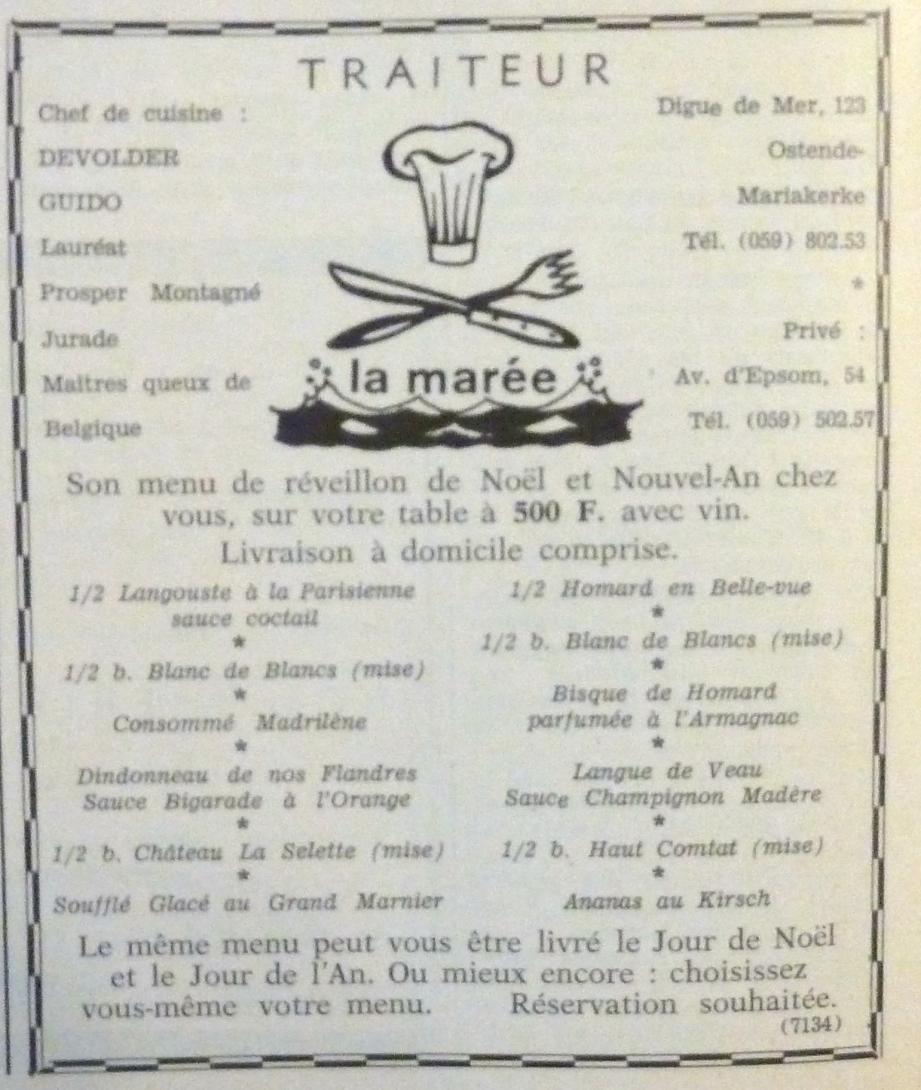 TRAITEUR
Chef de cuisine :
DEVOLDER
GUIDO
Lauréat
Prosper Montagné
Jurade
Maîtres queux de
Belgique
Digue de Mer, 123
Ostende-
Mariakerke
Tél. (059) 802.53
*
Privé :
Av. d'Epsom, 54
Tél. (059) 502.57
la marée
Son menu de réveillon de Noël et Nouvel-An chez
vous, sur votre table à 500 F. avec vin.
Livraison à domicile comprise.
1/2 Langouste à la Parisienne
sauce coctail
*
1/2 b. Blanc de Blancs (mise)
*
Consommé Madrilène
*
Dindonneau de nos Flandres
Sauce Bigarade à l'Orange
*
1/2 b. Château La Selette (mise)
*
Soufflé Glacé au Grand Marnier
1/2 Homard en Belle-vue
*
1/2 b. Blanc de Blancs (mise)
*
Bisque de Homard
parfumée à l'Armagnac
*
Langue de Veau
Sauce Champignon Madère
*
1/2 b. Haut Comtat (mise)
*
Ananas au Kirsch
Le même menu peut vous être livré le Jour de Noël
et le Jour de l'An. Ou mieux encore : choisissez
vous-même votre menu. Réservation souhaitée.
(7134)